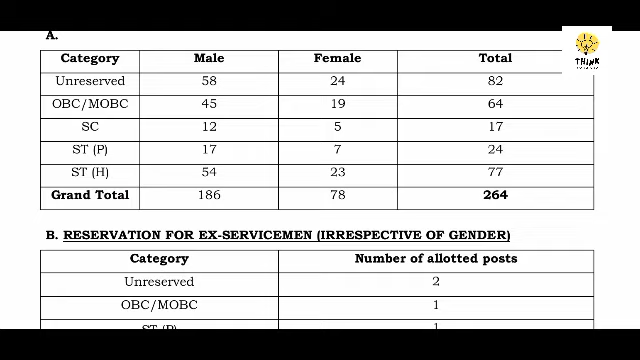 A.
Category Male Female Total
Unreserved 58 24 82
OBC/MOBC 45 19 64
SC 12 5 17
ST (P) 17 7 24
ST (H) 54 23 77
Grand Total 186 78 264
B. RESERVATION FOR EX-SERVICEMEN (IRRESPECTIVE OF GENDER)
Category Number of allotted posts
Unreserved 2
OBC/MOBC 1
ST (P) 1
THINK